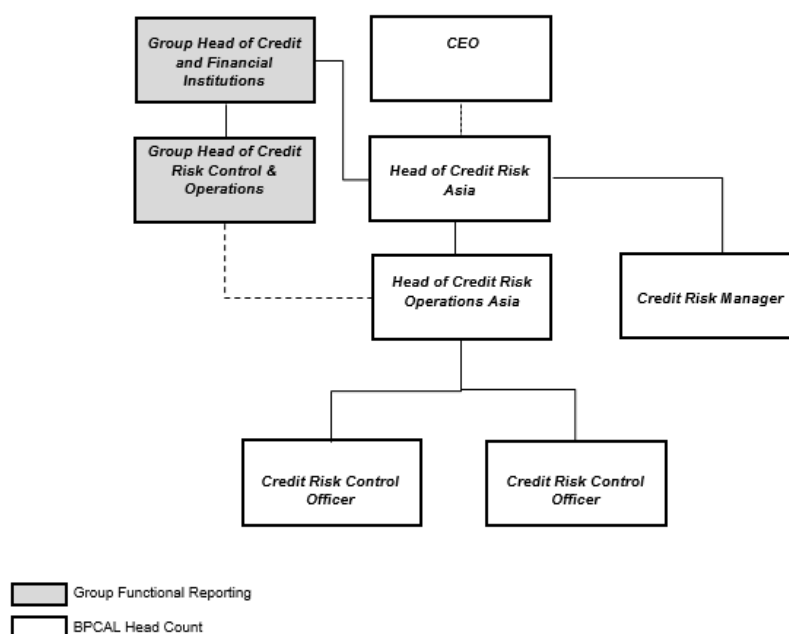 Group Head of Credit
and Financial
Institutions
CEO
Group Head of Credit
Risk Control &
Operations
Head of Credit Risk
Asia
Head of Credit Risk
Operations Asia
Credit Risk Manager
Credit Risk Control
Officer
Credit Risk Control
Officer
Group Functional Reporting
BPCAL Head Count